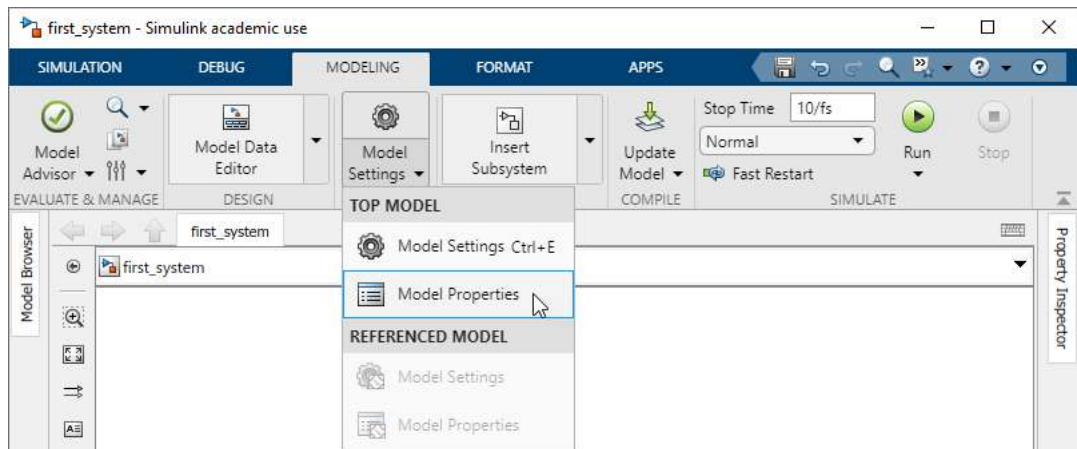 first_system - Simulink academic use
SIMULATION DEBUG MODELING FORMAT APPS
Model
Advisor
EVALUATE & MANAGE
Model Data
Editor
DESIGN
Model
Settings
Insert
Subsystem
Update
Model
COMPILE
Stop Time 10/fs
Normal
Fast Restart
Run
Stop
SIMULATE
Model Browser
first_system
first_system
TOP MODEL
Model Settings Ctrl+E
Model Properties
REFERENCED MODEL
Model Settings
Model Properties
Property Inspector